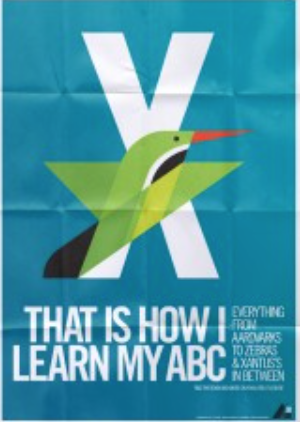 X
THAT IS HOW I
LEARN MY ABC
EVERYTHING
FROM
AARDVARKS
TO ZEBRAS
& XANTUS'S
IN BETWEEN